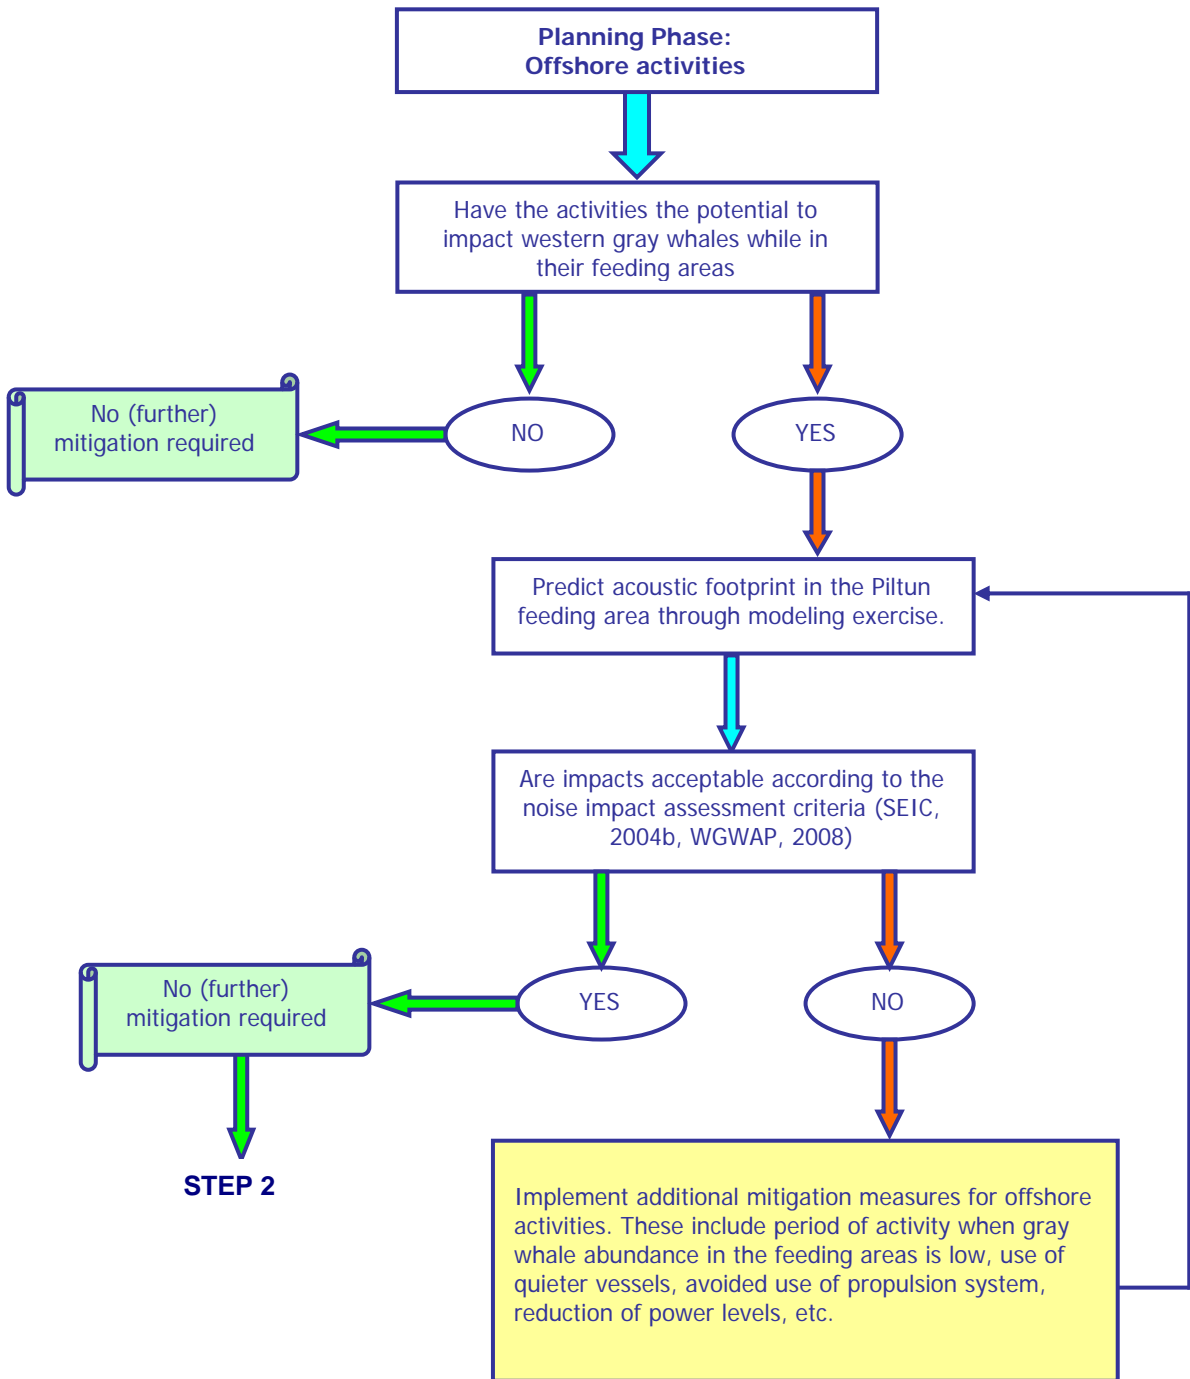 Planning Phase:
Offshore activities
Have the activities the potential to
impact western gray whales while in
their feeding areas
No (further)
mitigation required
NO
YES
Predict acoustic footprint in the Piltun
feeding area through modeling exercise.
Are impacts acceptable according to the
noise impact assessment criteria (SEIC,
2004b, WGWAP, 2008)
No (further)
mitigation required
YES
NO
STEP 2
Implement additional mitigation measures for offshore
activities. These include period of activity when gray
whale abundance in the feeding areas is low, use of
quieter vessels, avoided use of propulsion system,
reduction of power levels, etc.